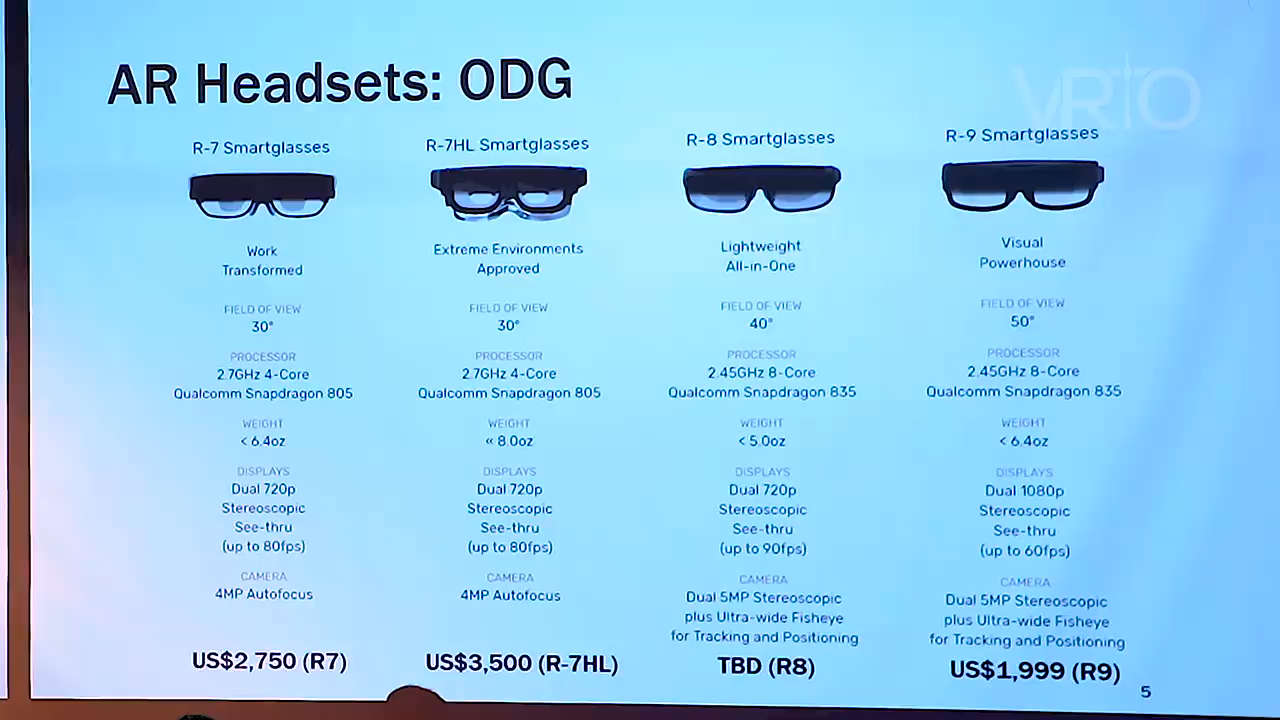 AR Headsets: ODG
VRTO
R-7 Smartglasses
Work
Transformed
FIELD OF VIEW
30°
PROCESSOR
2.7GHz 4-Core
Qualcomm Snapdragon 805
WEIGHT
< 6.4oz
DISPLAYS
Dual 720p
Stereoscopic
See-thru
(up to 80fps)
CAMERA
4MP Autofocus
US$2,750 (R7)
R-7HL Smartglasses
Extreme Environments
Approved
FIELD OF VIEW
30°
PROCESSOR
2.7GHz 4-Core
Qualcomm Snapdragon 805
WEIGHT
« 8.0oz
DISPLAYS
Dual 720p
Stereoscopic
See-thru
(up to 80fps)
CAMERA
4MP Autofocus
US$3,500 (R-7HL)
R-8 Smartglasses
Lightweight
All-in-One
FIELD OF VIEW
40°
PROCESSOR
2.45GHz 8-Core
Qualcomm Snapdragon 835
WEIGHT
< 5.0oz
DISPLAYS
Dual 720p
Stereoscopic
See-thru
(up to 90fps)
CAMERA
Dual 5MP Stereoscopic
plus Ultra-wide Fisheye
for Tracking and Positioning
TBD (R8)
R-9 Smartglasses
Visual
Powerhouse
FIELD OF VIEW
50°
PROCESSOR
2.45GHz 8-Core
Qualcomm Snapdragon 835
WEIGHT
< 6.4oz
DISPLAYS
Dual 1080p
Stereoscopic
See-thru
(up to 60fps)
CAMERA
Dual 5MP Stereoscopic
plus Ultra-wide Fisheye
for Tracking and Positioning
US$1,999 (R9)
5